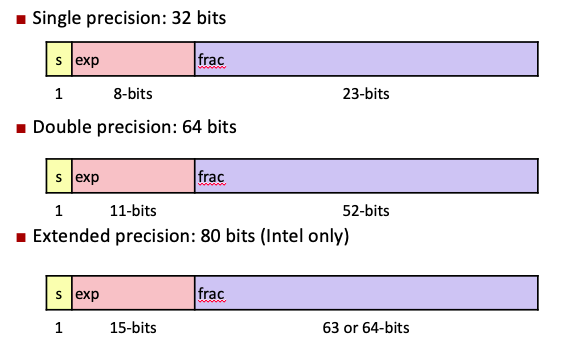 Single precision: 32 bits
s exp frac
1 8-bits 23-bits
Double precision: 64 bits
s exp frac
1 11-bits 52-bits
Extended precision: 80 bits (Intel only)
s exp frac
1 15-bits 63 or 64-bits